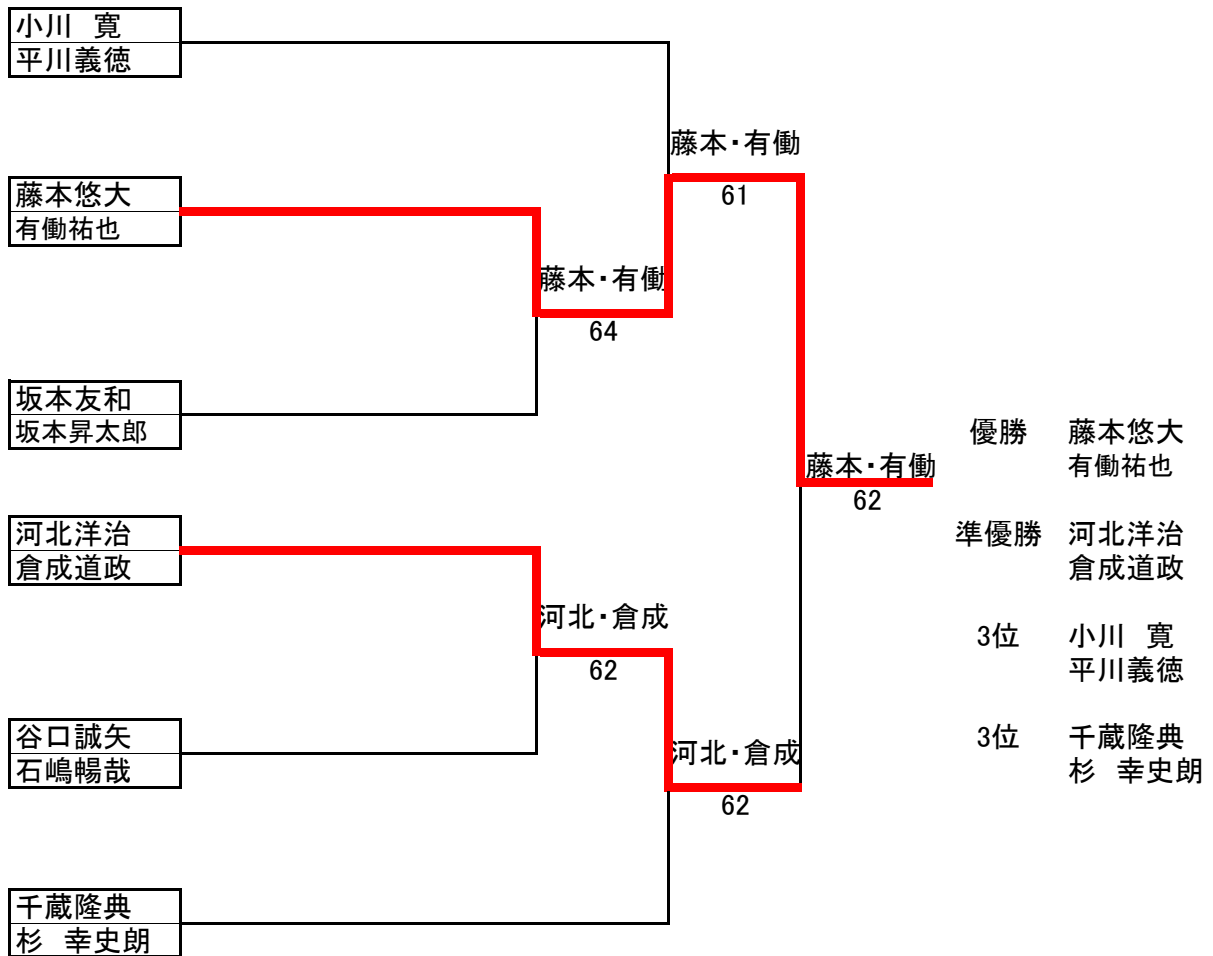 小川　寛
平川義徳
藤本・有働
61
藤本悠大
有働祐也
藤本・有働
64
坂本友和
坂本昇太郎
藤本・有働
62
優勝　藤本悠大
有働祐也
準優勝　河北洋治
倉成道政
3位　小川　寛
平川義徳
3位　千蔵隆典
杉　幸史朗
河北洋治
倉成道政
河北・倉成
62
谷口誠矢
石嶋暢哉
河北・倉成
62
千蔵隆典
杉　幸史朗